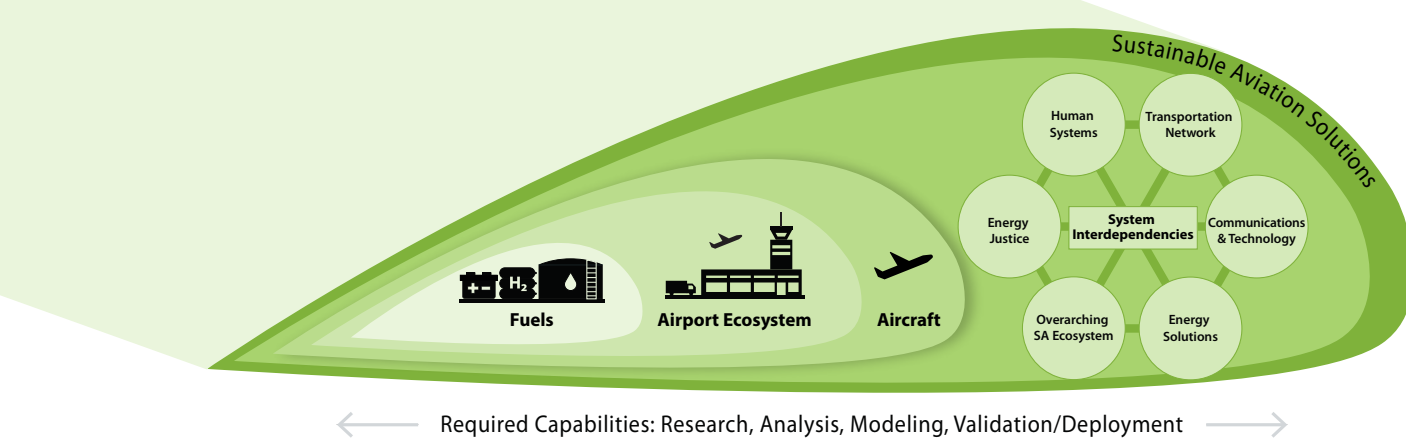 Sustainable Aviation Solutions
Human
Systems
Transportation
Network
Energy
Justice
System
Interdependencies
Communications
& Technology
Overarching
SA Ecosystem
Energy
Solutions
H2
Fuels
Airport Ecosystem
Aircraft
Required Capabilities: Research, Analysis, Modeling, Validation/Deployment